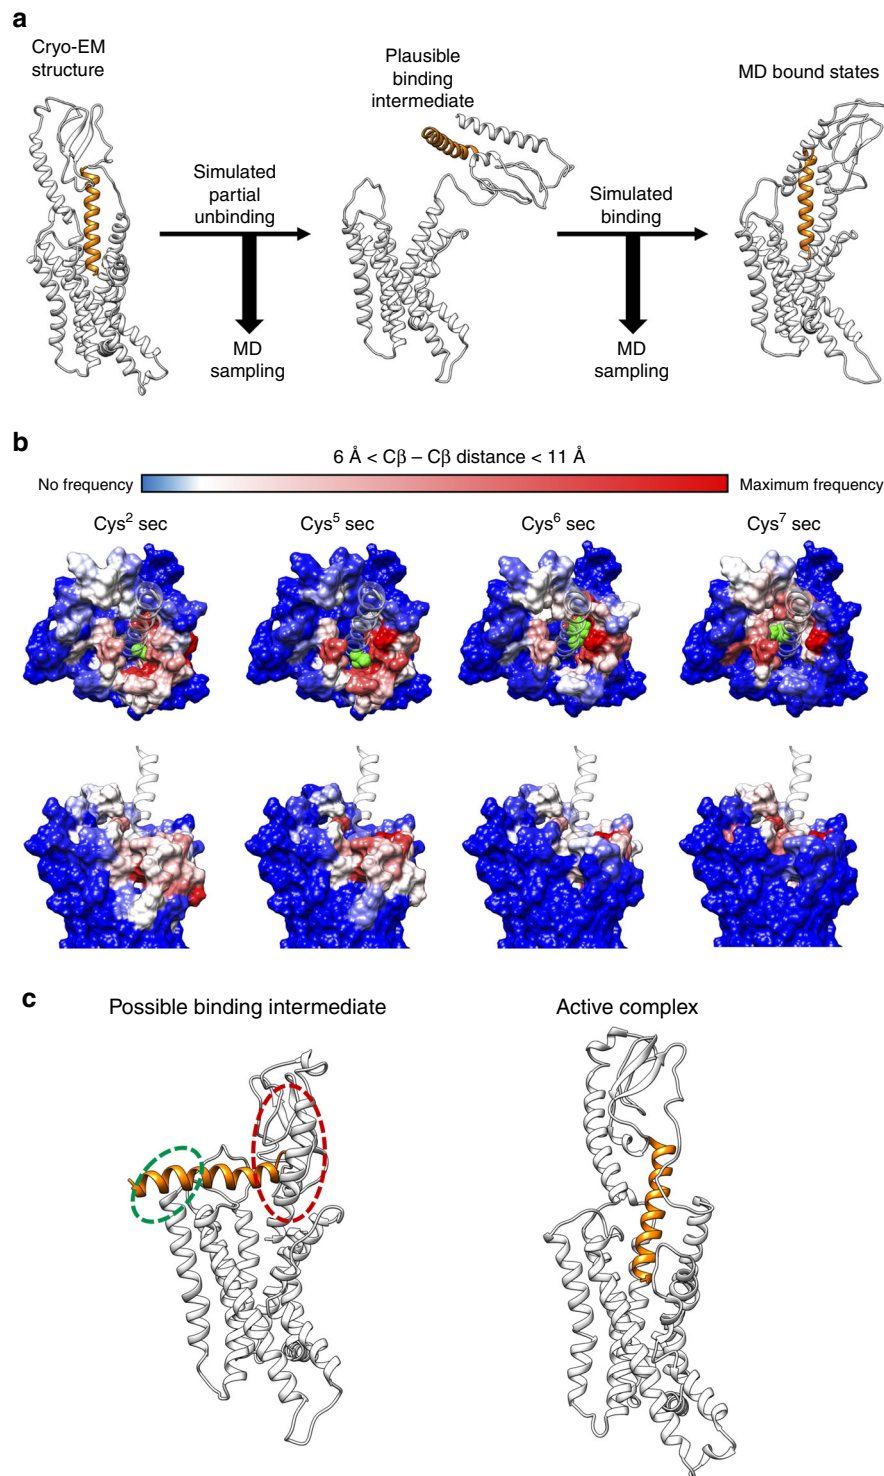 a
Cryo-EM
structure
Simulated
partial
unbinding
MD
sampling
Plausible
binding
intermediate
Simulated
binding
MD
sampling
MD bound states
b
6 Å < Cβ – Cβ distance < 11 Å
No frequency
Maximum frequency
Cys² sec
Cys⁵ sec
Cys⁶ sec
Cys⁷ sec
c
Possible binding intermediate
Active complex